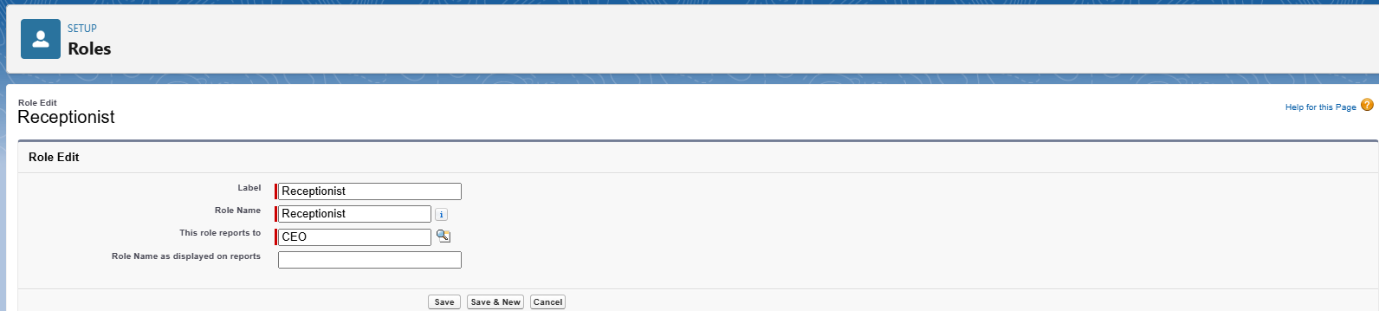 SETUP
Roles
Role Edit
Receptionist
Help for this Page ?
Role Edit
Label Receptionist
Role Name Receptionist i
This role reports to CEO
Role Name as displayed on reports
Save Save & New Cancel